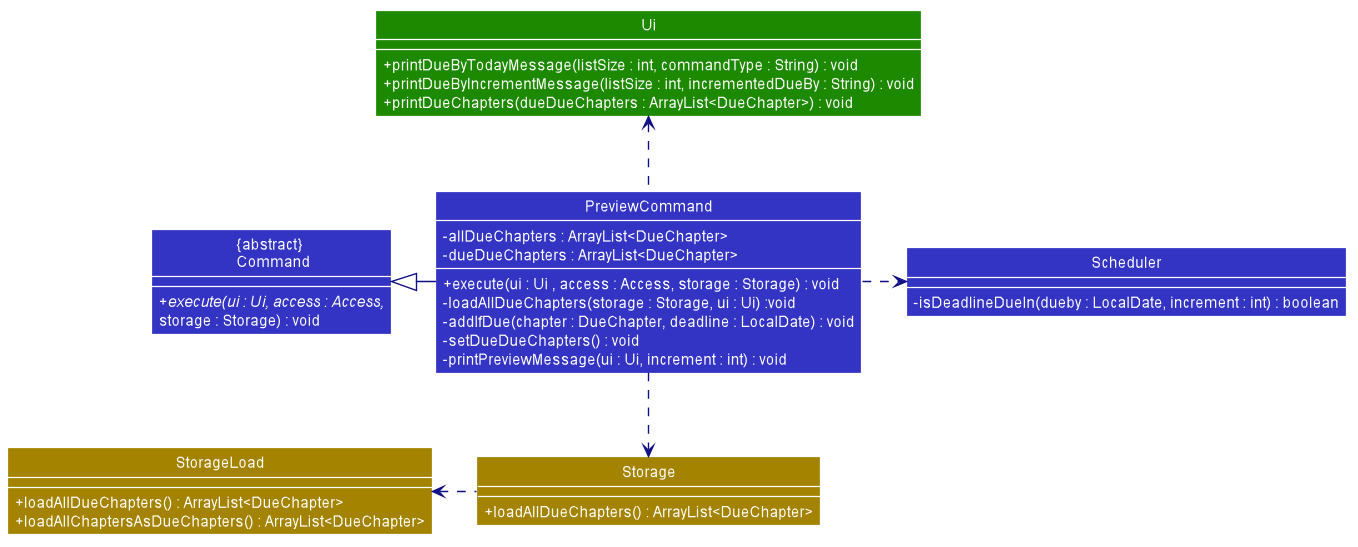 Ui
+printDueByTodayMessage(listSize : int, commandType : String) : void
+printDueByIncrementMessage(listSize : int, incrementedDueBy : String) : void
+printDueChapters(dueDueChapters : ArrayList<DueChapter>) : void
PreviewCommand
-allDueChapters : ArrayList<DueChapter>
-dueDueChapters : ArrayList<DueChapter>
+execute(ui : Ui , access : Access, storage : Storage) : void
-loadAllDueChapters(storage : Storage, ui : Ui) :void
-addIfDue(chapter : DueChapter, deadline : LocalDate) : void
-setDueDueChapters() : void
-printPreviewMessage(ui : Ui, increment : int) : void
{abstract}
Command
+execute(ui : Ui, access : Access,
storage : Storage) : void
Scheduler
-isDeadlineDueIn(dueby : LocalDate, increment : int) : boolean
StorageLoad
+loadAllDueChapters() : ArrayList<DueChapter>
+loadAllChaptersAsDueChapters() : ArrayList<DueChapter>
Storage
+loadAllDueChapters() : ArrayList<DueChapter>